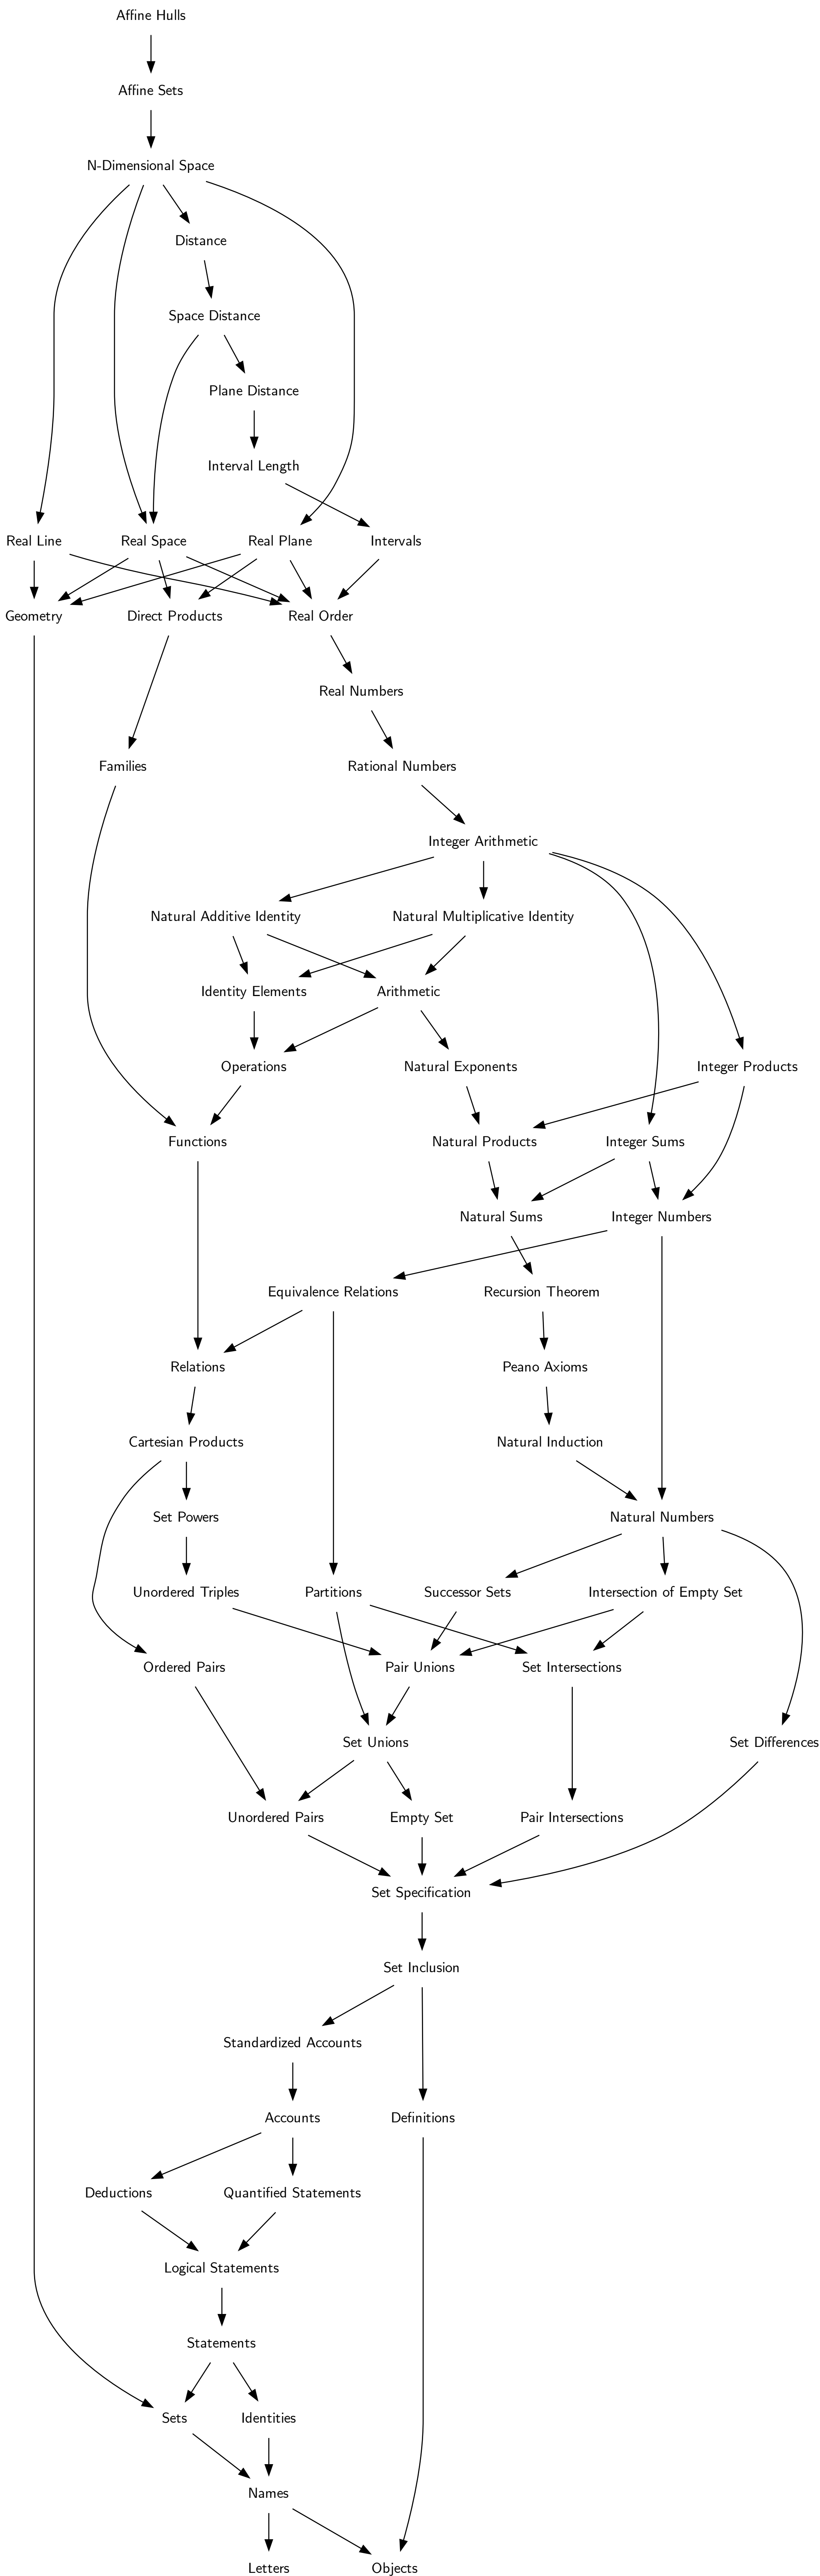 Affine Hulls
Affine Sets
N-Dimensional Space
Distance
Space Distance
Plane Distance
Interval Length
Real Line
Real Space
Real Plane
Intervals
Geometry
Direct Products
Real Order
Real Numbers
Families
Rational Numbers
Integer Arithmetic
Natural Additive Identity
Natural Multiplicative Identity
Identity Elements
Arithmetic
Operations
Natural Exponents
Integer Products
Functions
Natural Products
Integer Sums
Natural Sums
Integer Numbers
Equivalence Relations
Recursion Theorem
Relations
Peano Axioms
Cartesian Products
Natural Induction
Set Powers
Natural Numbers
Unordered Triples
Partitions
Successor Sets
Intersection of Empty Set
Ordered Pairs
Pair Unions
Set Intersections
Set Unions
Set Differences
Unordered Pairs
Empty Set
Pair Intersections
Set Specification
Set Inclusion
Standardized Accounts
Accounts
Definitions
Deductions
Quantified Statements
Logical Statements
Statements
Sets
Identities
Names
Letters
Objects